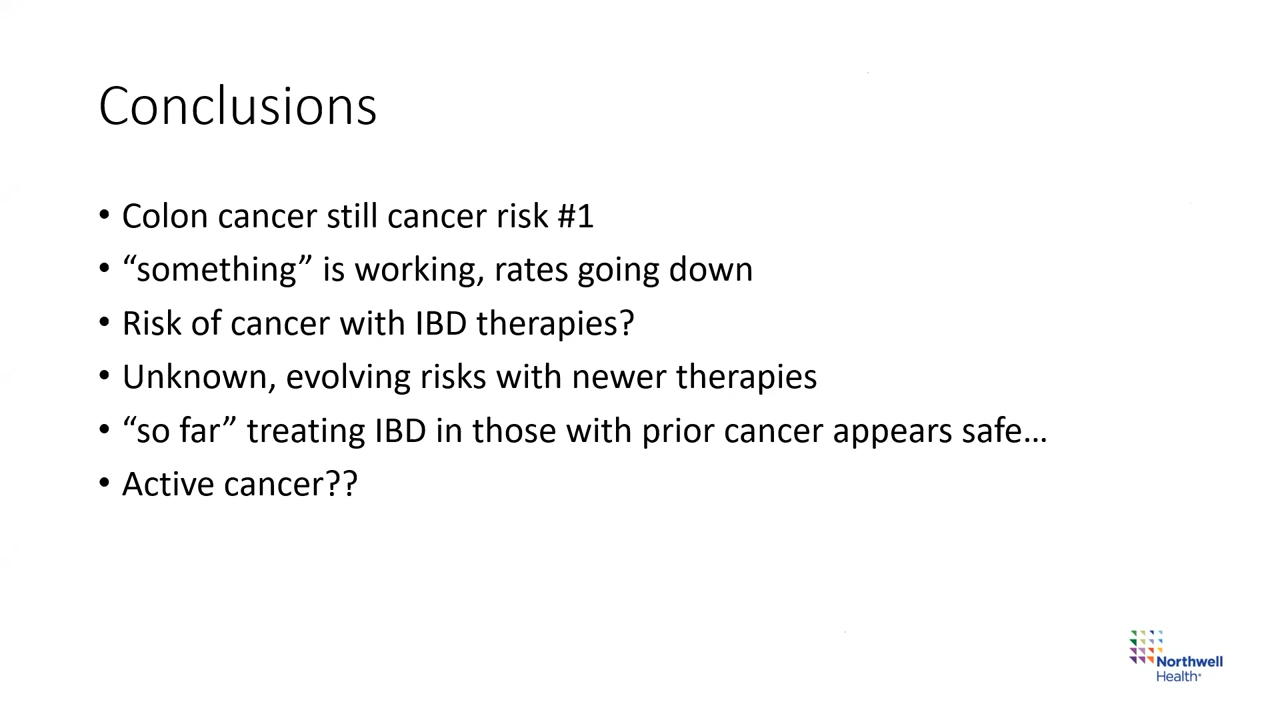 Conclusions
• Colon cancer still cancer risk #1
• “something” is working, rates going down
• Risk of cancer with IBD therapies?
• Unknown, evolving risks with newer therapies
• “so far” treating IBD in those with prior cancer appears safe…
• Active cancer??
Northwell
Health®